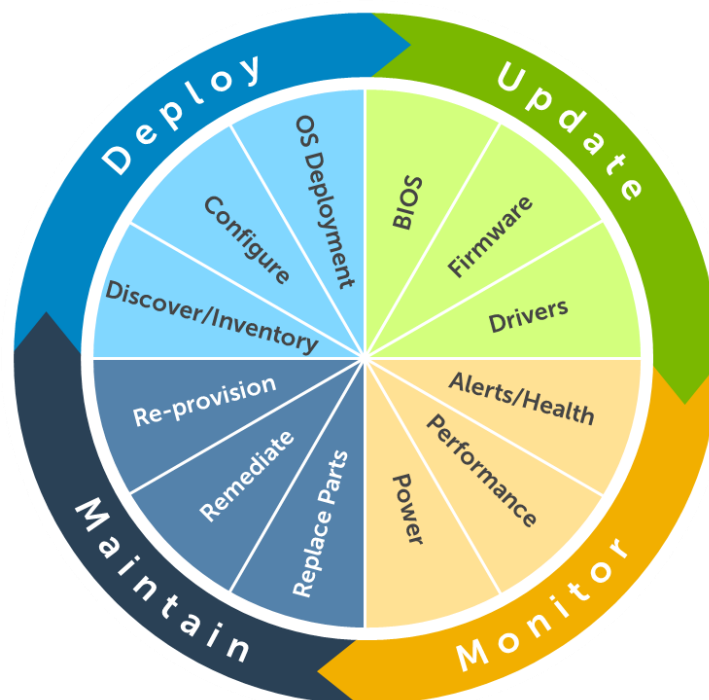 Deploy
Discover/Inventory
Configure
OS Deployment
Update
BIOS
Firmware
Drivers
Monitor
Alerts/Health
Performance
Power
Maintain
Replace Parts
Remediate
Re-provision